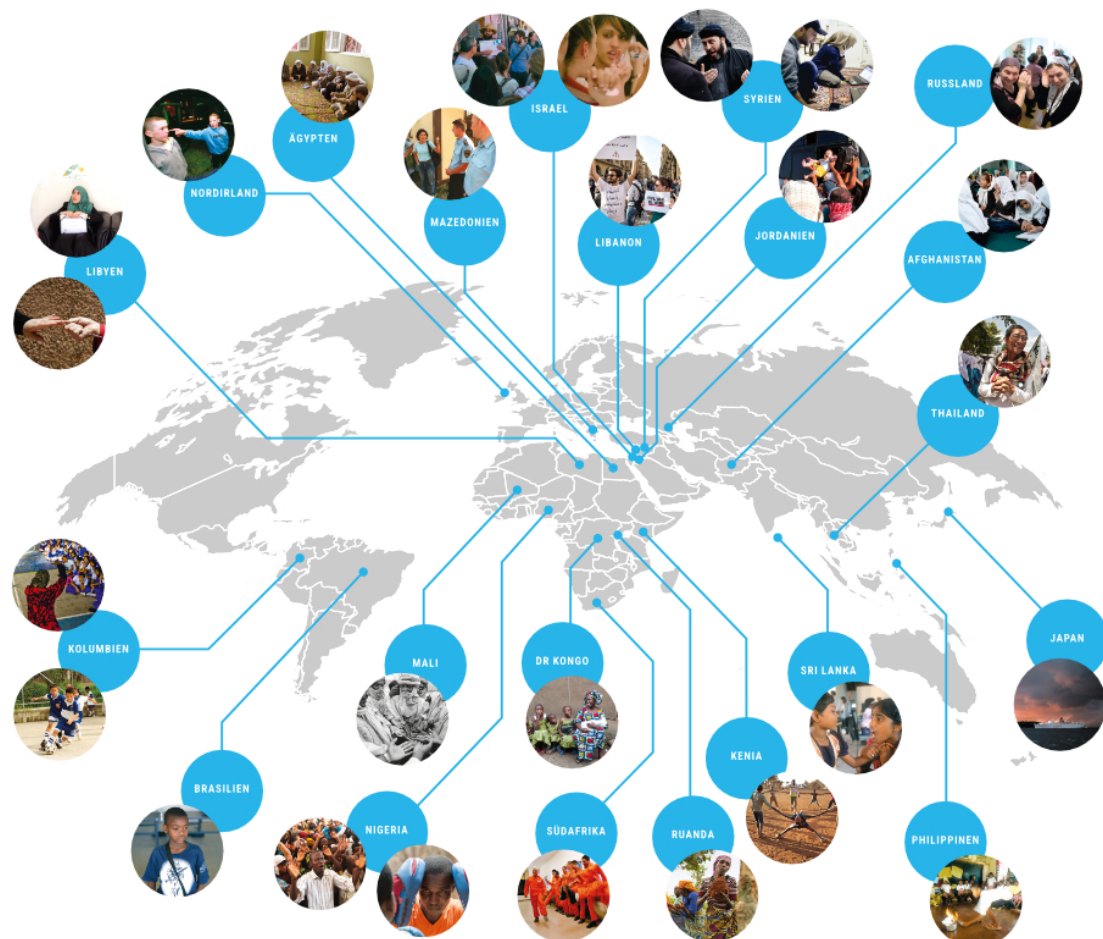 ISRAEL
SYRIEN
RUSSLAND
ÄGYPTEN
NORDIRLAND
MAZEDONIEN
LIBANON
JORDANIEN
AFGHANISTAN
LIBYEN
THAILAND
KOLUMBIEN
MALI
DR KONGO
SRI LANKA
JAPAN
KENIA
BRASILIEN
NIGERIA
SÜDAFRIKA
RUANDA
PHILIPPINEN